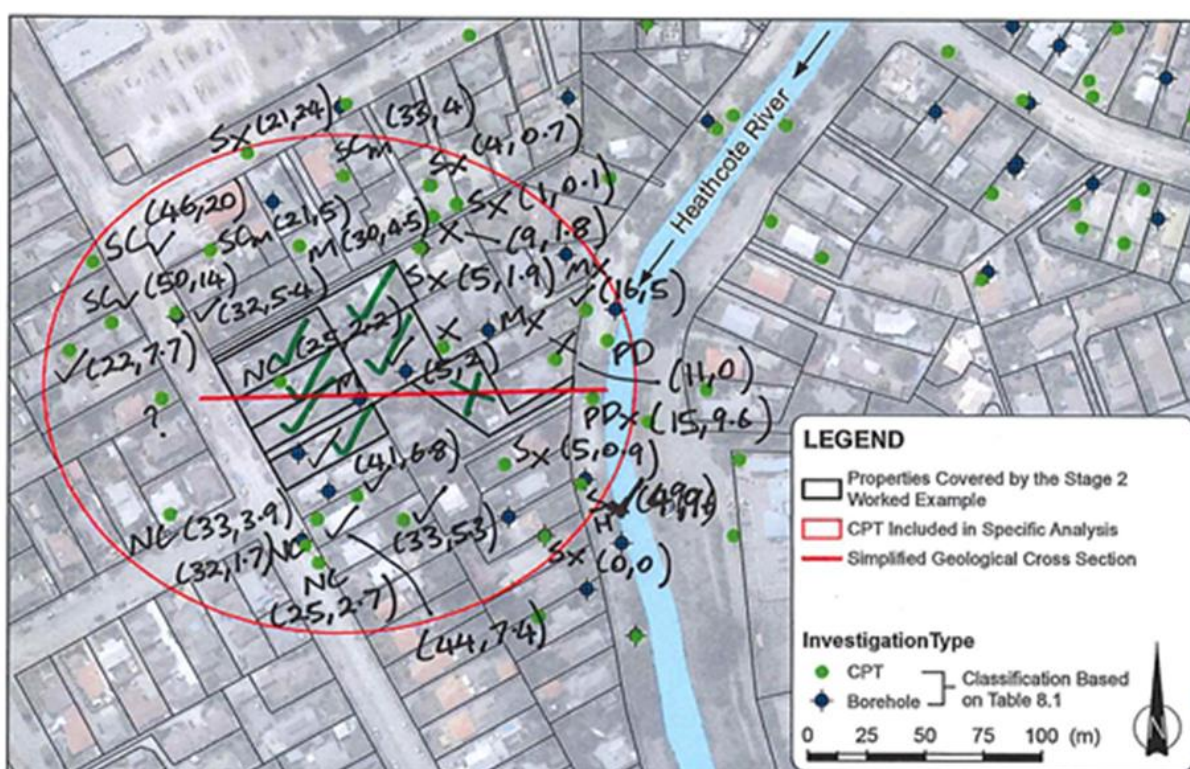 Sx (21,24)
(33,4)
SCM
Sx (4,0.7)
(46,20)
SC✓
(21,5)
SCM
Sx (1,0.1)
M (30,4.5)
X (9,1.8)
Heathcote River
SC✓ (50,14)
✓ (32,5.4)
Sx (5,1.9)
Mx
✓ (16,5)
✓ (22,7.7)
NC (25,2.2)
X
Mx
M
(5,2)
X
X
PD
(11,0)
?
PDx (15,9.6)
(41,6.8)
Sx (5,0.9)
NC (33,3.9)
(33,5.3)
H
(32,1.7) NC
Sx (0,0)
NC
(25,2.7)
(44,7.4)
LEGEND
Properties Covered by the Stage 2
Worked Example
CPT Included in Specific Analysis
Simplified Geological Cross Section
Investigation Type
CPT
Borehole
Classification Based
on Table 8.1
N
0 25 50 75 100 (m)